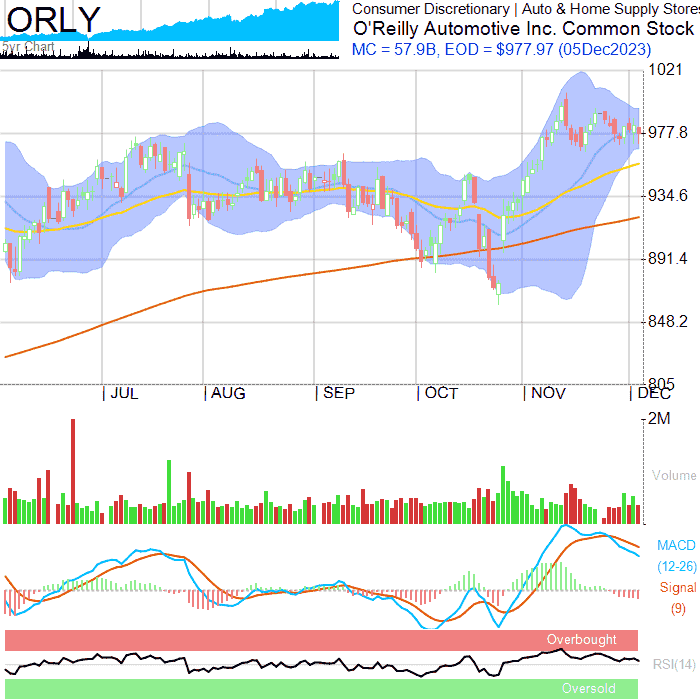 ORLY
5yr Chart
Consumer Discretionary | Auto & Home Supply Stores
O'Reilly Automotive Inc. Common Stock
MC = 57.9B, EOD = $977.97 (05Dec2023)
1021
977.8
934.6
891.4
848.2
805
JUL AUG SEP OCT NOV DEC
2M
Volume
MACD
(12-26)
Signal
(9)
Overbought
RSI(14)
Oversold